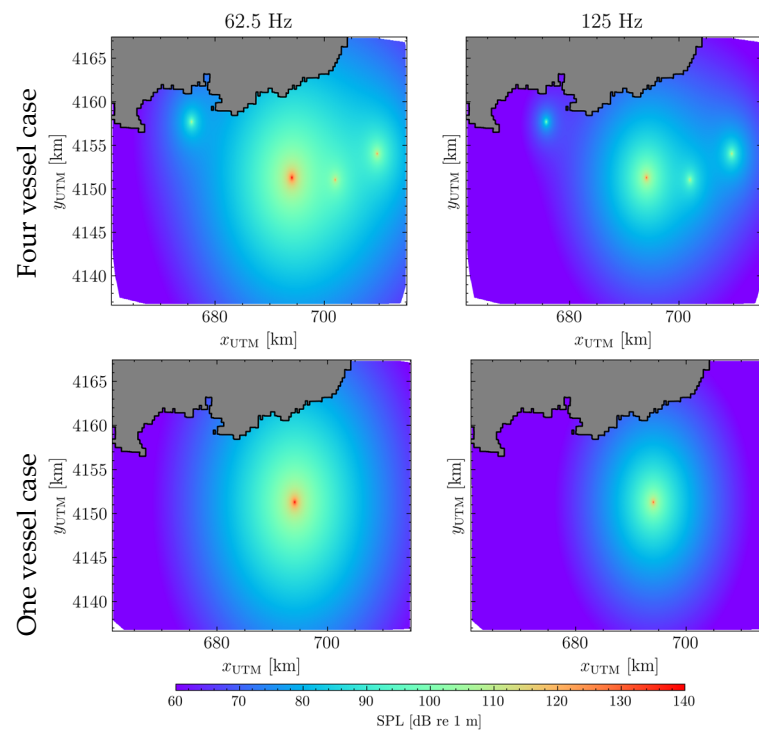 62.5 Hz
125 Hz
Four vessel case
4165
4160
4155
4150
4145
4140
y_UTM [km]
680
700
x_UTM [km]
4165
4160
4155
4150
4145
4140
y_UTM [km]
680
700
x_UTM [km]
One vessel case
4165
4160
4155
4150
4145
4140
y_UTM [km]
680
700
x_UTM [km]
4165
4160
4155
4150
4145
4140
y_UTM [km]
680
700
x_UTM [km]
60 70 80 90 100 110 120 130 140
SPL [dB re 1 m]